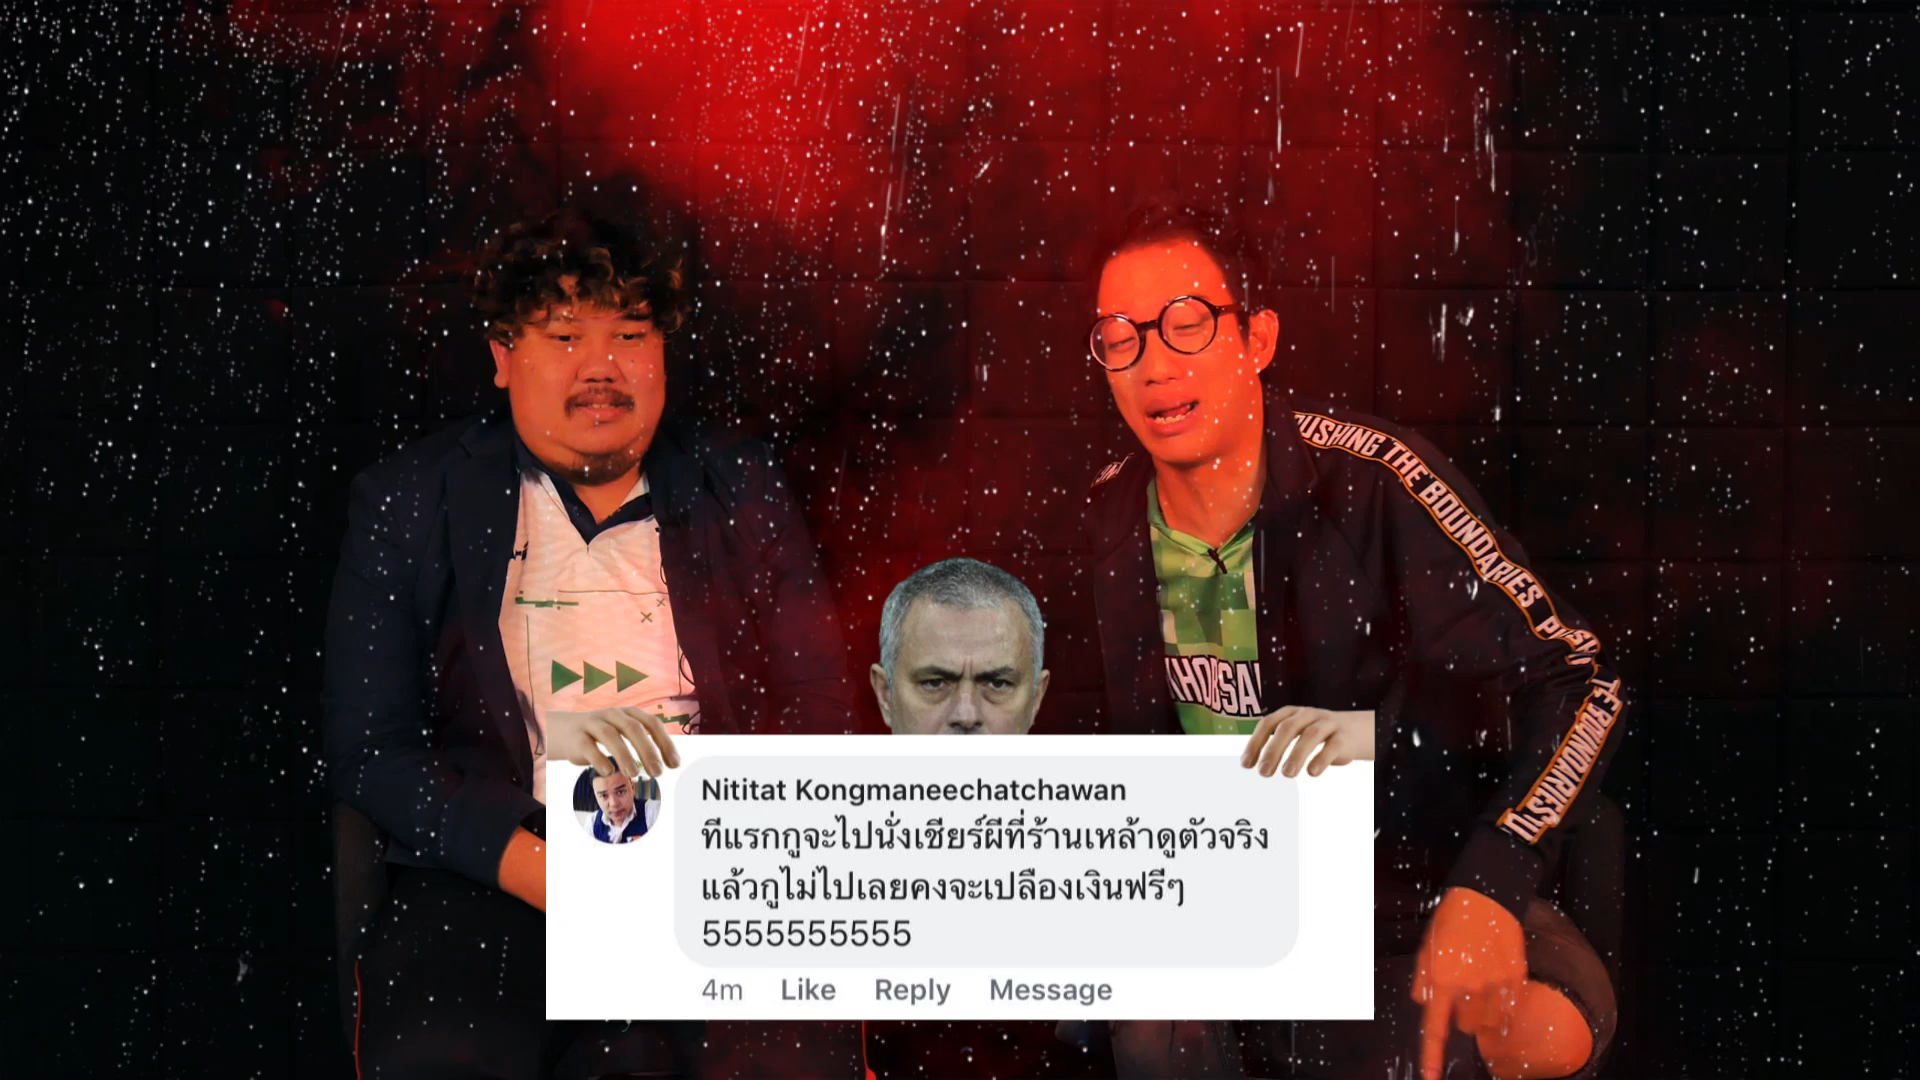 PUSHING THE BOUNDARIES PUSHI
Nititat Kongmaneechatchawan
ทีแรกกูจะไปนั่งเชียร์ผีที่ร้านเหล้าดูตัวจริง
แล้วกูไม่ไปเลยคงจะเปลืองเงินฟรีๆ
5555555555
4m Like Reply Message